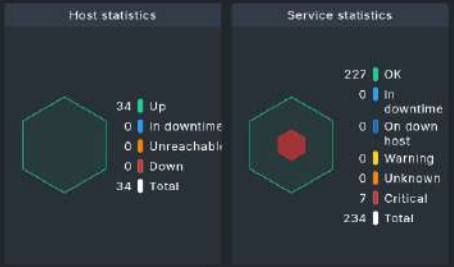 Host statistics
34 Up
0 In downtime
0 Unreachable
0 Down
34 Total
Service statistics
227 OK
0 In
downtime
0 On down
host
0 Warning
0 Unknown
7 Critical
234 Total